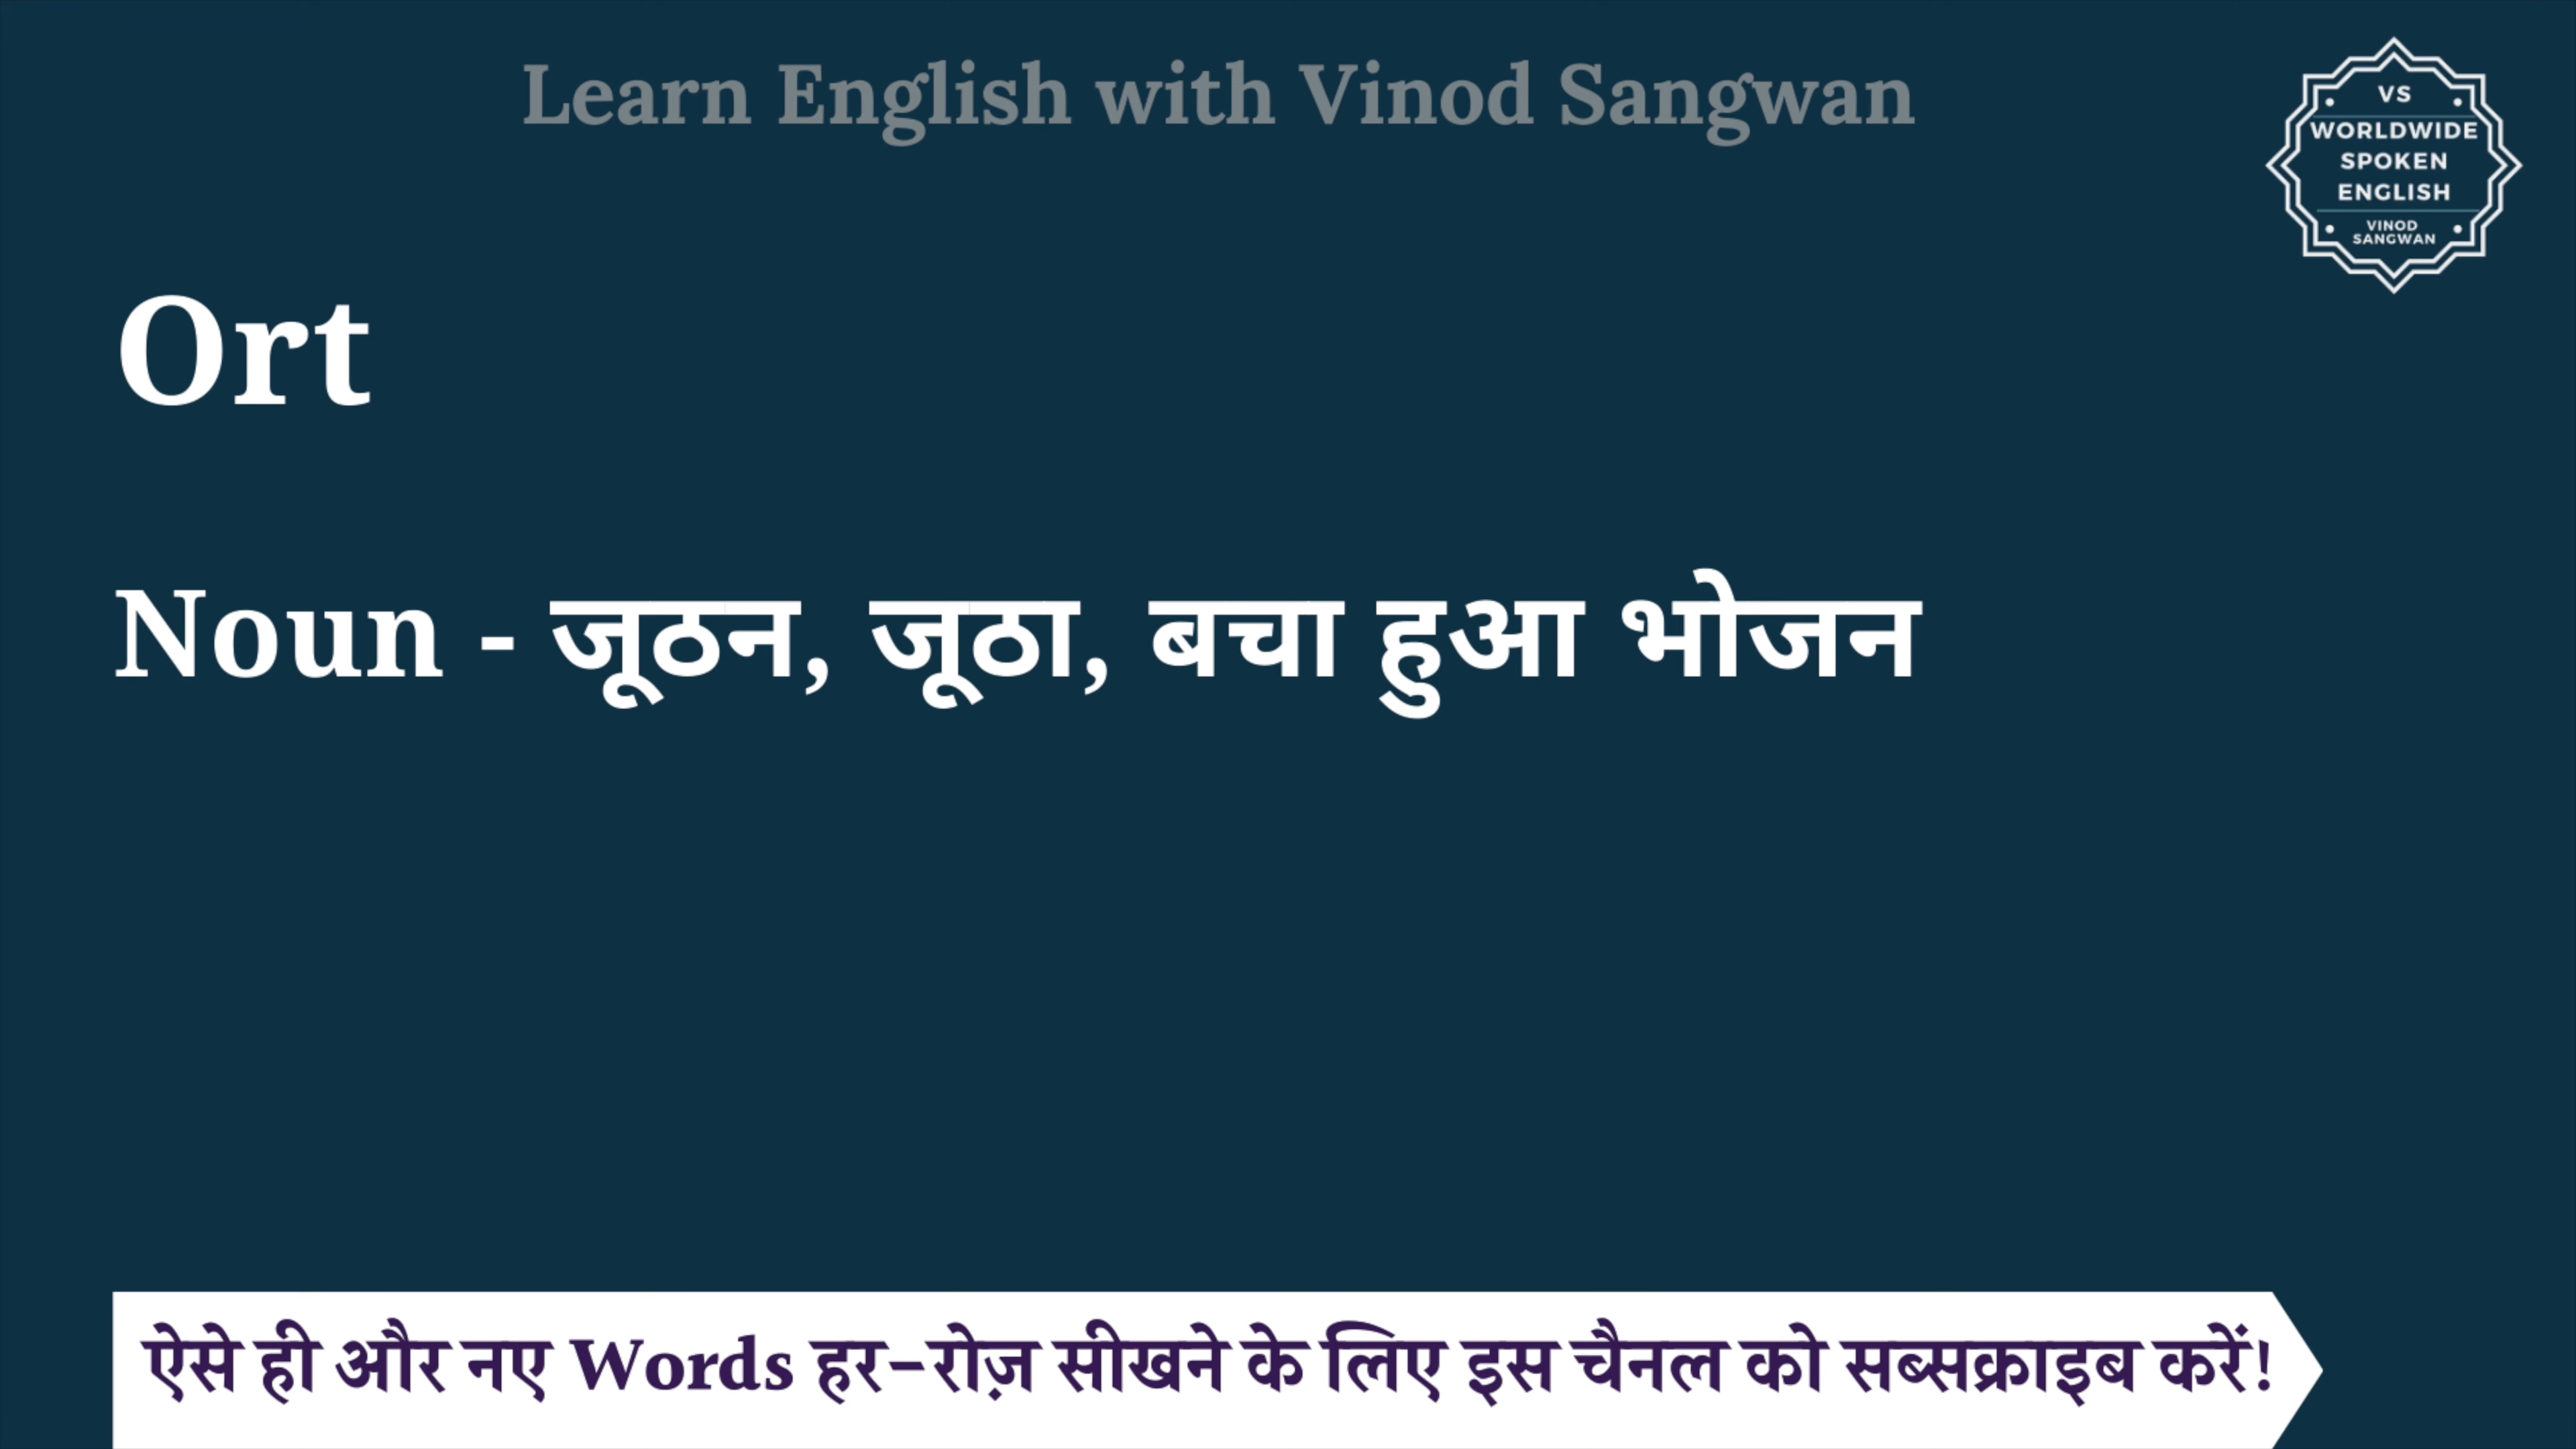 Learn English with Vinod Sangwan
VS
WORLDWIDE
SPOKEN
ENGLISH
VINOD
SANGWAN
Ort
Noun - जूठन, जूठा, बचा हुआ भोजन
ऐसे ही और नए Words हर-रोज़ सीखने के लिए इस चैनल को सब्सक्राइब करें!